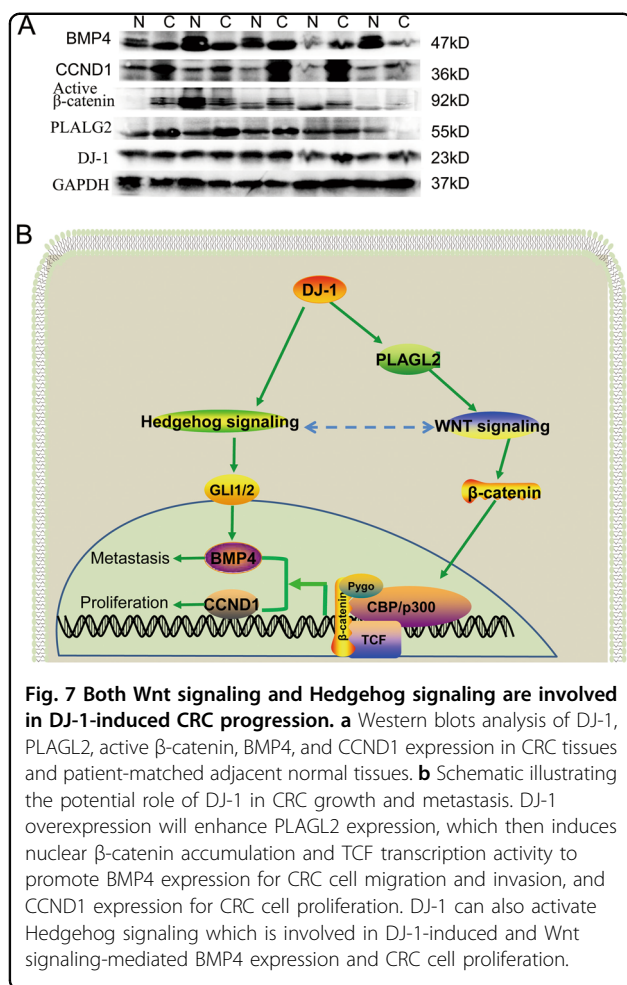 A
N C N C N C N C N C
BMP4 47kD
CCND1 36kD
Active
β-catenin 92kD
PLALG2 55kD
DJ-1 23kD
GAPDH 37kD
B
DJ-1
PLAGL2
Hedgehog signaling
WNT signaling
GLI1/2
β-catenin
Metastasis
BMP4
Proliferation
CCND1
Pygo
β-catenin
CBP/p300
TCF
Fig. 7 Both Wnt signaling and Hedgehog signaling are involved
in DJ-1-induced CRC progression. a Western blots analysis of DJ-1,
PLAGL2, active β-catenin, BMP4, and CCND1 expression in CRC tissues
and patient-matched adjacent normal tissues. b Schematic illustrating
the potential role of DJ-1 in CRC growth and metastasis. DJ-1
overexpression will enhance PLAGL2 expression, which then induces
nuclear β-catenin accumulation and TCF transcription activity to
promote BMP4 expression for CRC cell migration and invasion, and
CCND1 expression for CRC cell proliferation. DJ-1 can also activate
Hedgehog signaling which is involved in DJ-1-induced and Wnt
signaling-mediated BMP4 expression and CRC cell proliferation.